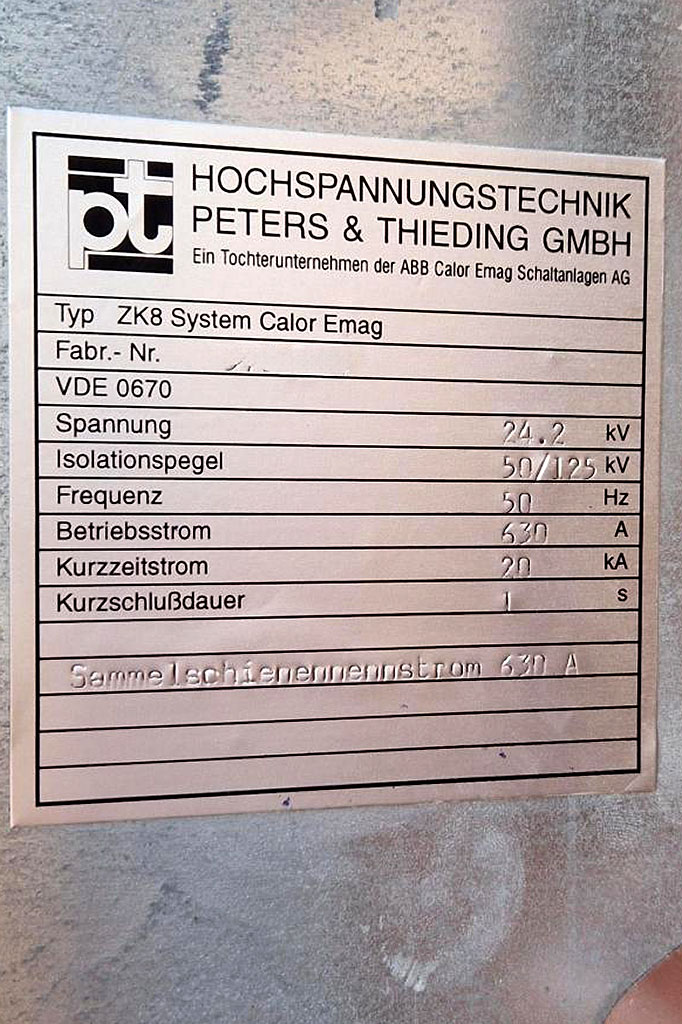 pt
HOCHSPANNUNGSTECHNIK
PETERS & THIEDING GMBH
Ein Tochterunternehmen der ABB Calor Emag Schaltanlagen AG
Typ ZK8 System Calor Emag
Fabr.- Nr.
VDE 0670
Spannung 24.2 kV
Isolationspegel 50/125 kV
Frequenz 50 Hz
Betriebsstrom 630 A
Kurzzeitstrom 20 kA
Kurzschlußdauer 1 s
Sammelschienennennstrom 630 A